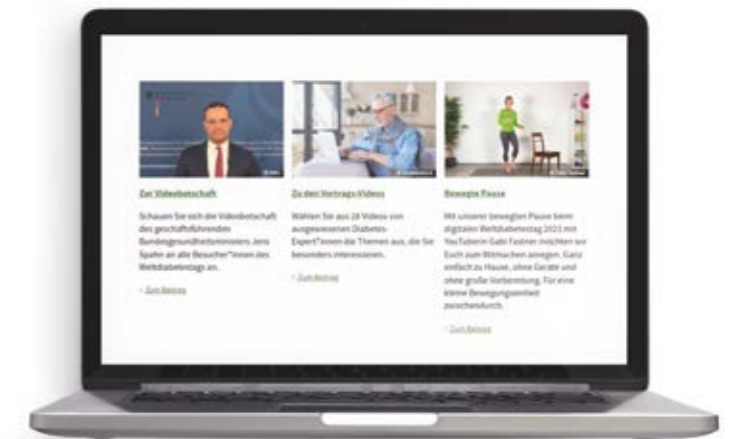 Zur Videobotschaft
Schauen Sie sich die Videobotschaft
des geschäftsführenden
Bundesgesundheitsministers Jens
Spahn an alle Besucher*innen des
Weltdiabetestags an.
> Zum Beitrag
Zu den Vortrags-Videos
Wählen Sie aus 28 Videos von
ausgewiesenen Diabetes-
Expert*innen die Themen aus, die Sie
besonders interessieren.
> Zum Beitrag
Bewegte Pause
Mit unserer bewegten Pause beim
digitalen Weltdiabetestag 2021 mit
YouTuberin Gabi Fastner möchten wir
Euch zum Mitmachen anregen. Ganz
einfach zu Hause, ohne Geräte und
ohne große Vorbereitung. Für eine
kleine Bewegungseinheit
zwischendurch.
> Zum Beitrag